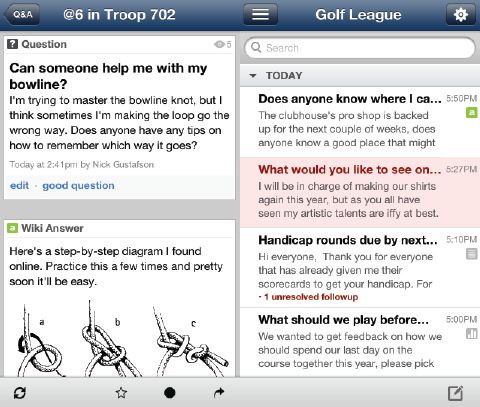 Q&A
@6 in Troop 702
? Question
5
Can someone help me with my
bowline?
I'm trying to master the bowline knot, but I
think sometimes I'm making the loop go the
wrong way. Does anyone have any tips on
how to remember which way it goes?
Today at 2:41pm by Nick Gustafson
edit · good question
a Wiki Answer
Here's a step-by-step diagram I found
online. Practice this a few times and pretty
soon it'll be easy.
a
b
c
Golf League
Search
TODAY
Does anyone know where I ca... 5:50PM
The clubhouse's pro shop is backed
a
up for the next couple of weeks, does
anyone know a good place that might
What would you like to see on... 5:27PM
I will be in charge of making our shirts
again this year, but as you all have
seen my artistic talents are iffy at best.
Handicap rounds due by next... 5:10PM
Hi everyone, Thank you for everyone
that has already given me their
scorecards to get your handicap. For
· 1 unresolved followup
What should we play before... 5:00PM
We wanted to get feedback on how we
should spend our last day on the
course together this year, please pick